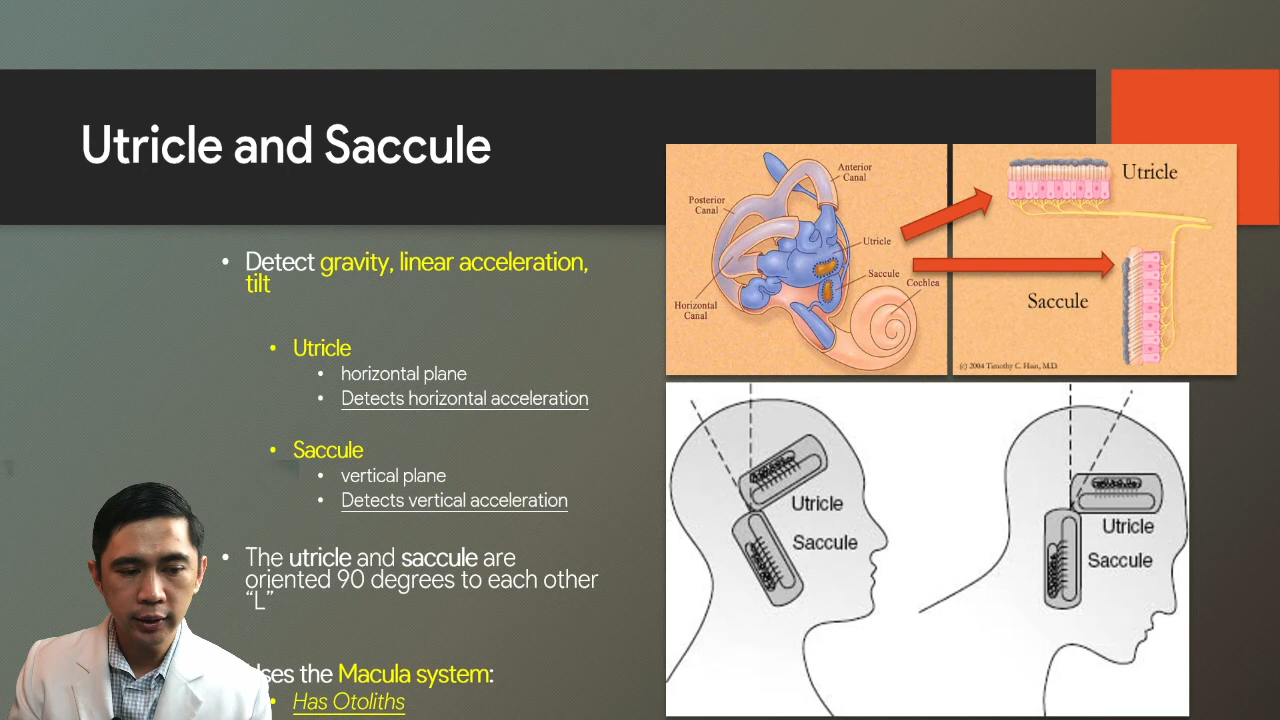 Utricle and Saccule
• Detect gravity, linear acceleration,
tilt
• Utricle
• horizontal plane
• Detects horizontal acceleration
• Saccule
• vertical plane
• Detects vertical acceleration
• The utricle and saccule are
oriented 90 degrees to each other
“L”
the Macula system:
• Has Otoliths
Anterior
Canal
Posterior
Canal
Utricle
Saccule
Cochlea
Horizontal
Canal
Utricle
Saccule
(c) 2004 Timothy C. Hain, M.D.
Utricle
Saccule
Utricle
Saccule